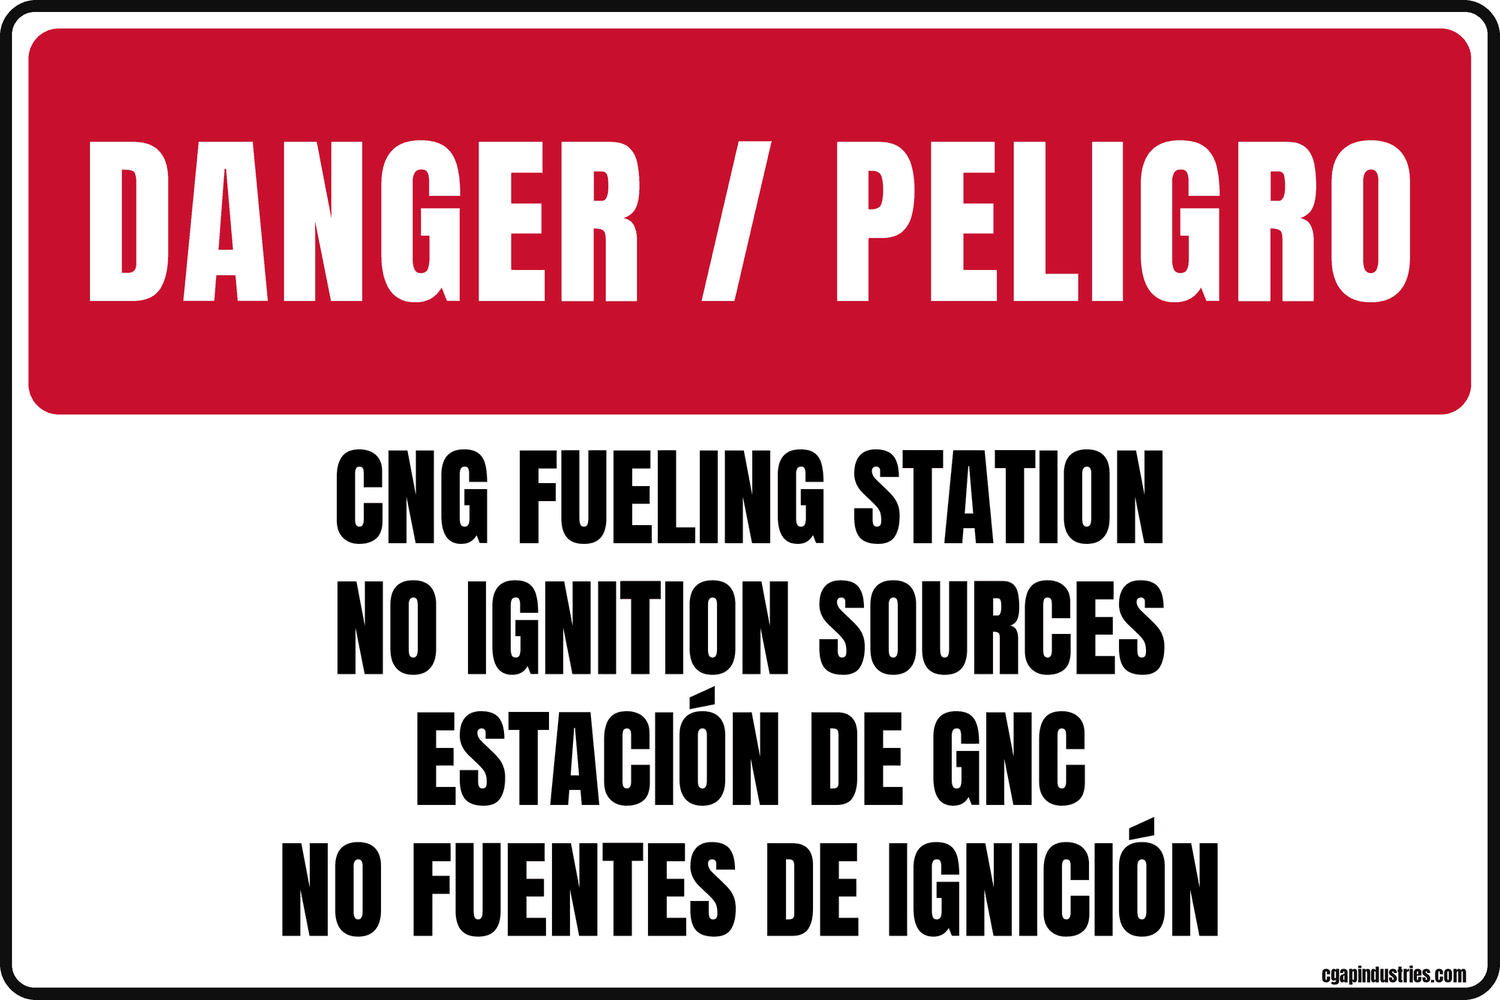 DANGER / PELIGRO
CNG FUELING STATION
NO IGNITION SOURCES
ESTACIÓN DE GNC
NO FUENTES DE IGNICIÓN
cgapindustries.com